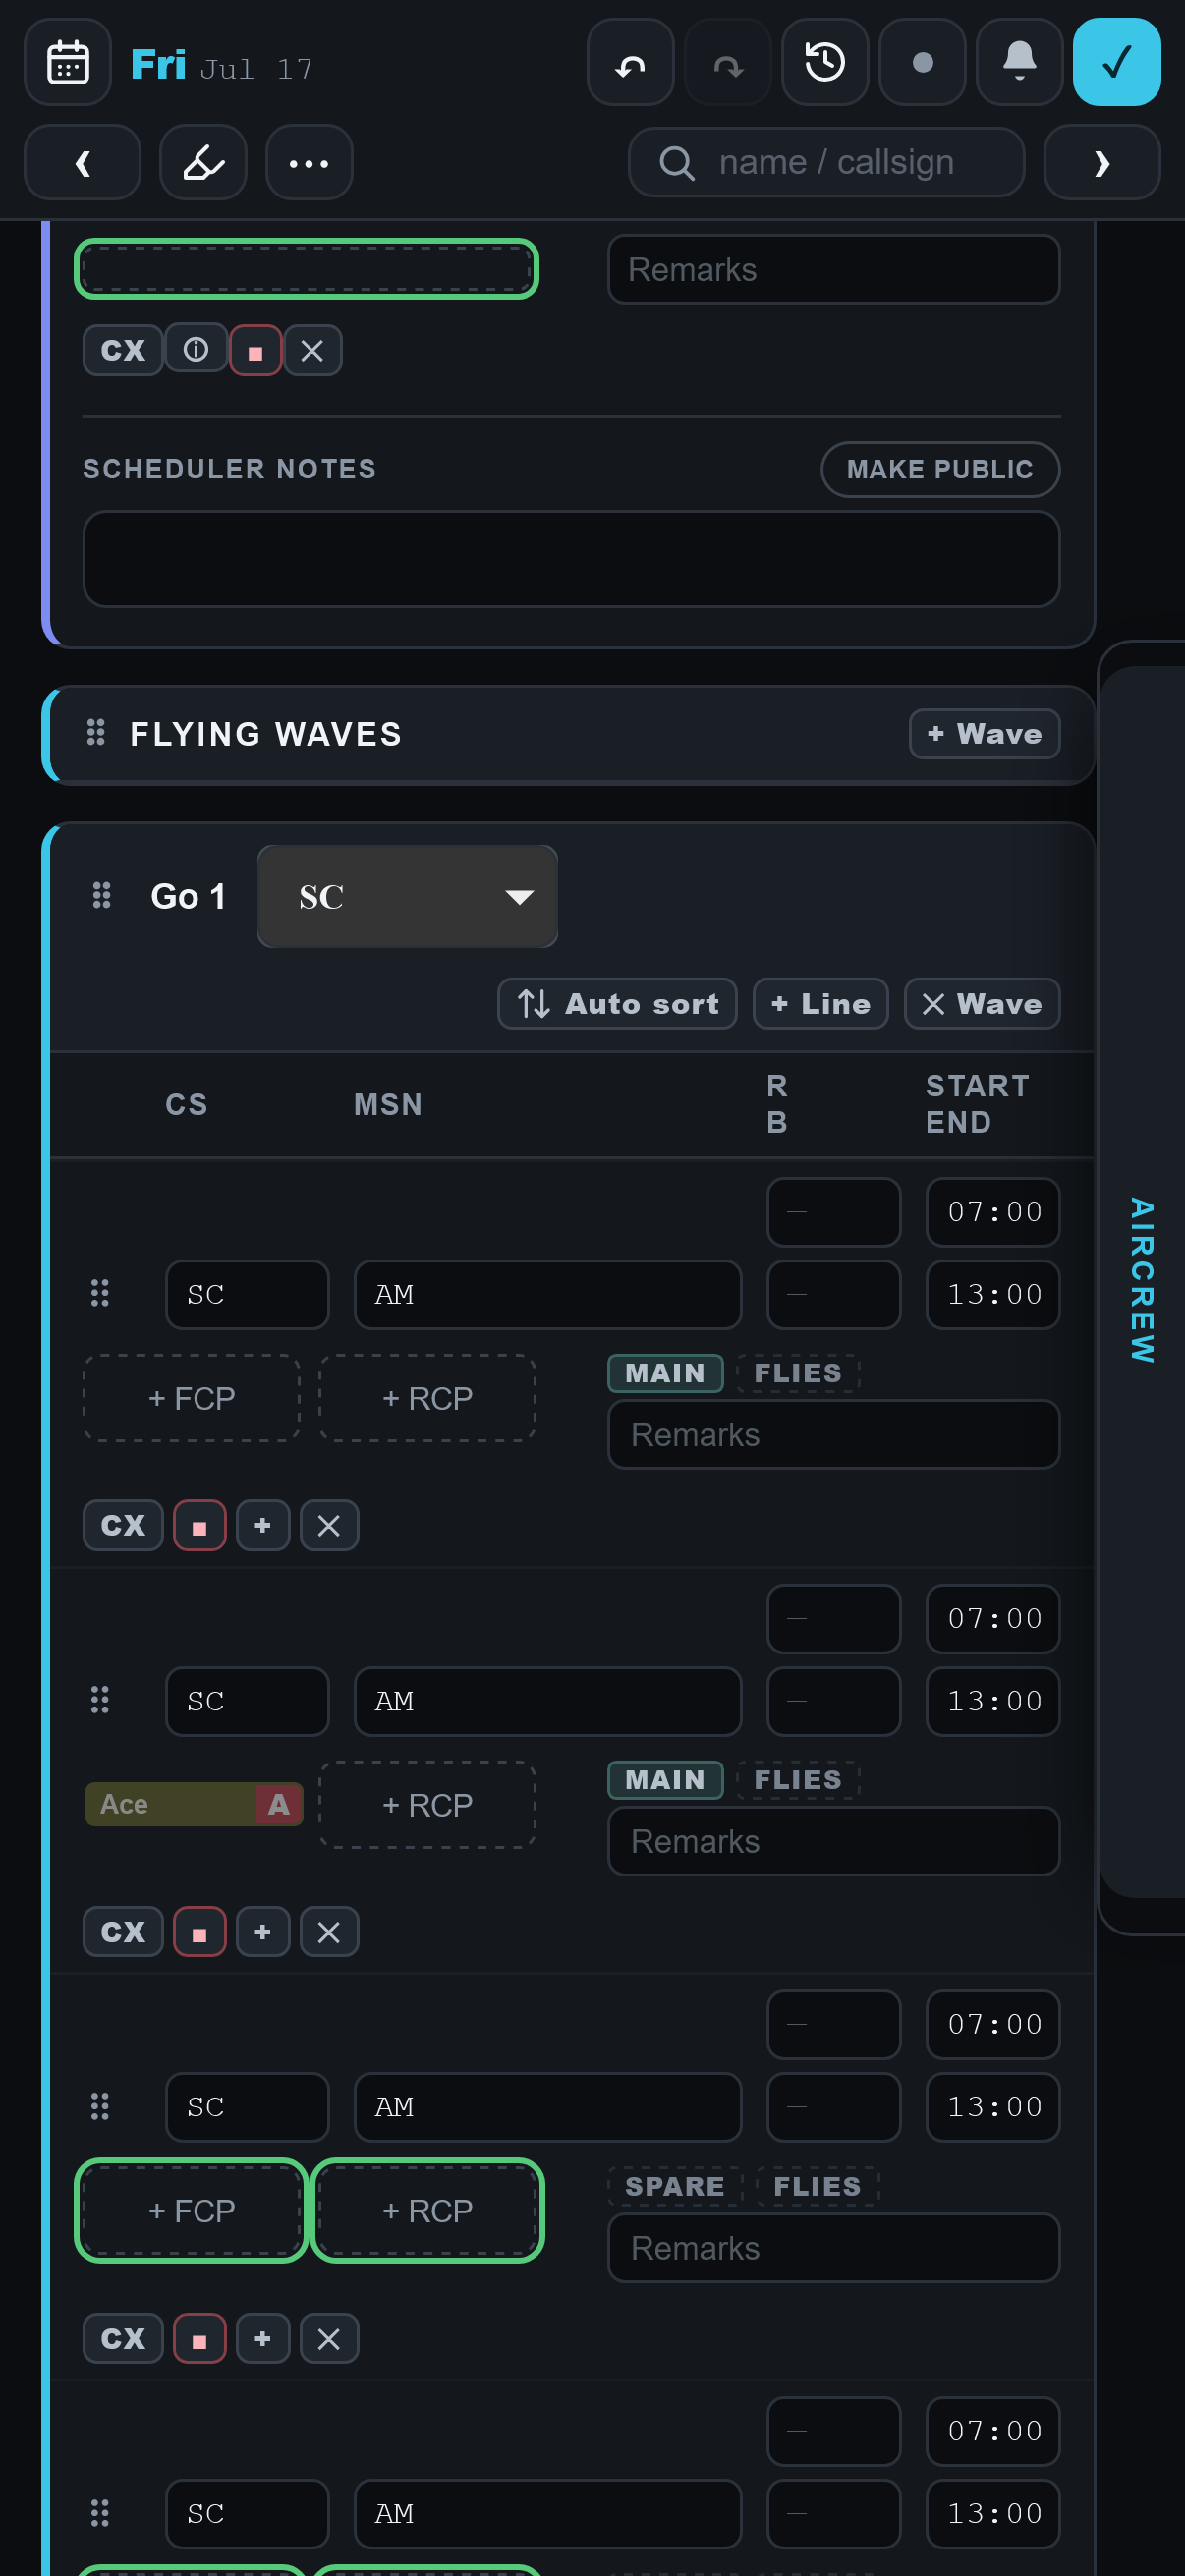 Fri Jul 17
name / callsign
Remarks
CX
SCHEDULER NOTES
MAKE PUBLIC
FLYING WAVES
+ Wave
Go 1
SC
Auto sort
+ Line
Wave
CS
MSN
R
B
START
END
07:00
SC
AM
13:00
+ FCP
+ RCP
MAIN
FLIES
Remarks
CX
+
07:00
SC
AM
13:00
Ace
A
+ RCP
MAIN
FLIES
Remarks
CX
+
07:00
SC
AM
13:00
+ FCP
+ RCP
SPARE
FLIES
Remarks
CX
+
07:00
SC
AM
13:00
AIRCREW